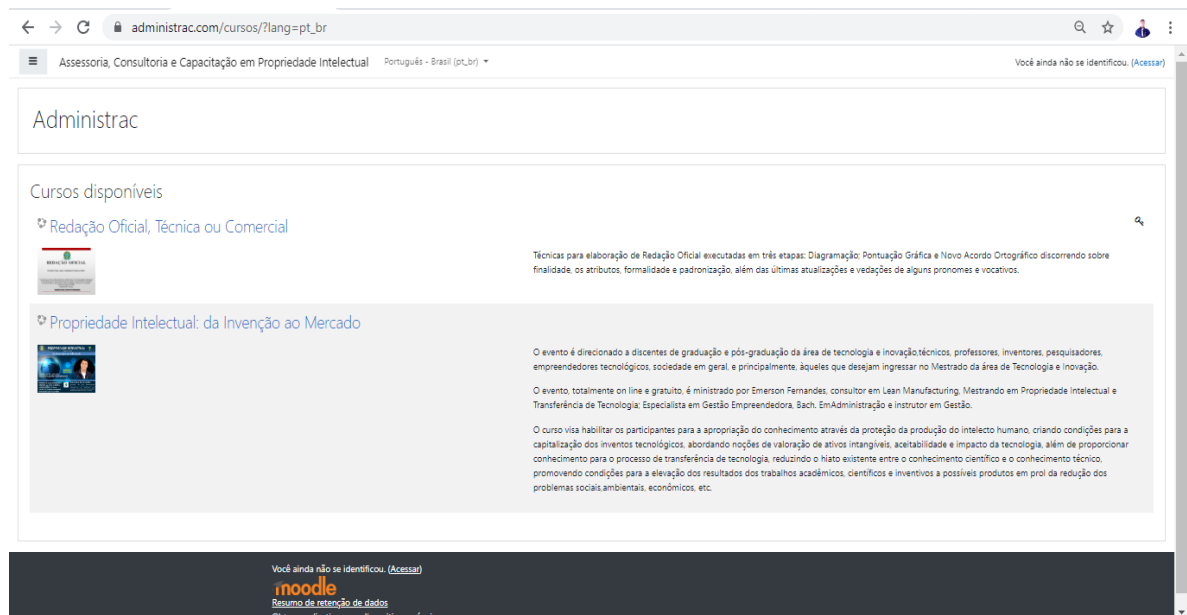 administrac.com/cursos/?lang=pt_br
Assessoria, Consultoria e Capacitação em Propriedade Intelectual Português - Brasil (pt_br) Você ainda não se identificou. (Acessar)
Administrac
Cursos disponíveis
Redação Oficial, Técnica ou Comercial
REDAÇÃO OFICIAL
Técnicas para elaboração de Redação Oficial executadas em três etapas: Diagramação; Pontuação Gráfica e Novo Acordo Ortográfico discorrendo sobre
finalidade, os atributos, formalidade e padronização, além das últimas atualizações e vedações de alguns pronomes e vocativos.
Propriedade Intelectual: da Invenção ao Mercado
PROPRIEDADE INTELECTUAL
O evento é direcionado a discentes de graduação e pós-graduação da área de tecnologia e inovação,técnicos, professores, inventores, pesquisadores,
empreendedores tecnológicos, sociedade em geral, e principalmente, àqueles que desejam ingressar no Mestrado da área de Tecnologia e Inovação.
O evento, totalmente on line e gratuito, é ministrado por Emerson Fernandes, consultor em Lean Manufacturing, Mestrando em Propriedade Intelectual e
Transferência de Tecnologia; Especialista em Gestão Empreendedora, Bach. EmAdministração e instrutor em Gestão.
O curso visa habilitar os participantes para a apropriação do conhecimento através da proteção da produção do intelecto humano, criando condições para a
capitalização dos inventos tecnológicos, abordando noções de valoração de ativos intangíveis, aceitabilidade e impacto da tecnologia, além de proporcionar
conhecimento para o processo de transferência de tecnologia, reduzindo o hiato existente entre o conhecimento científico e o conhecimento técnico,
promovendo condições para a elevação dos resultados dos trabalhos acadêmicos, científicos e inventivos a possíveis produtos em prol da redução dos
problemas sociais,ambientais, econômicos, etc.
Você ainda não se identificou. (Acessar)
moodle
Resumo de retenção de dados